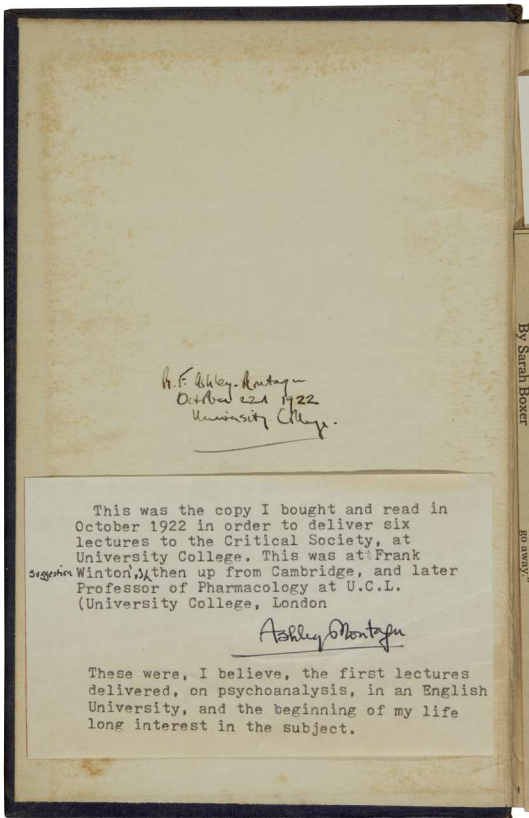 M. F. Ashley-Montagu
October 22d 1922
University College.
This was the copy I bought and read in
October 1922 in order to deliver six
lectures to the Critical Society, at
University College. This was at Frank
suggestion Winton's, then up from Cambridge, and later
Professor of Pharmacology at U.C.L.
(University College, London
Ashley Montagu
These were, I believe, the first lectures
delivered, on psychoanalysis, in an English
University, and the beginning of my life
long interest in the subject.
By Sarah Boxer
go away."